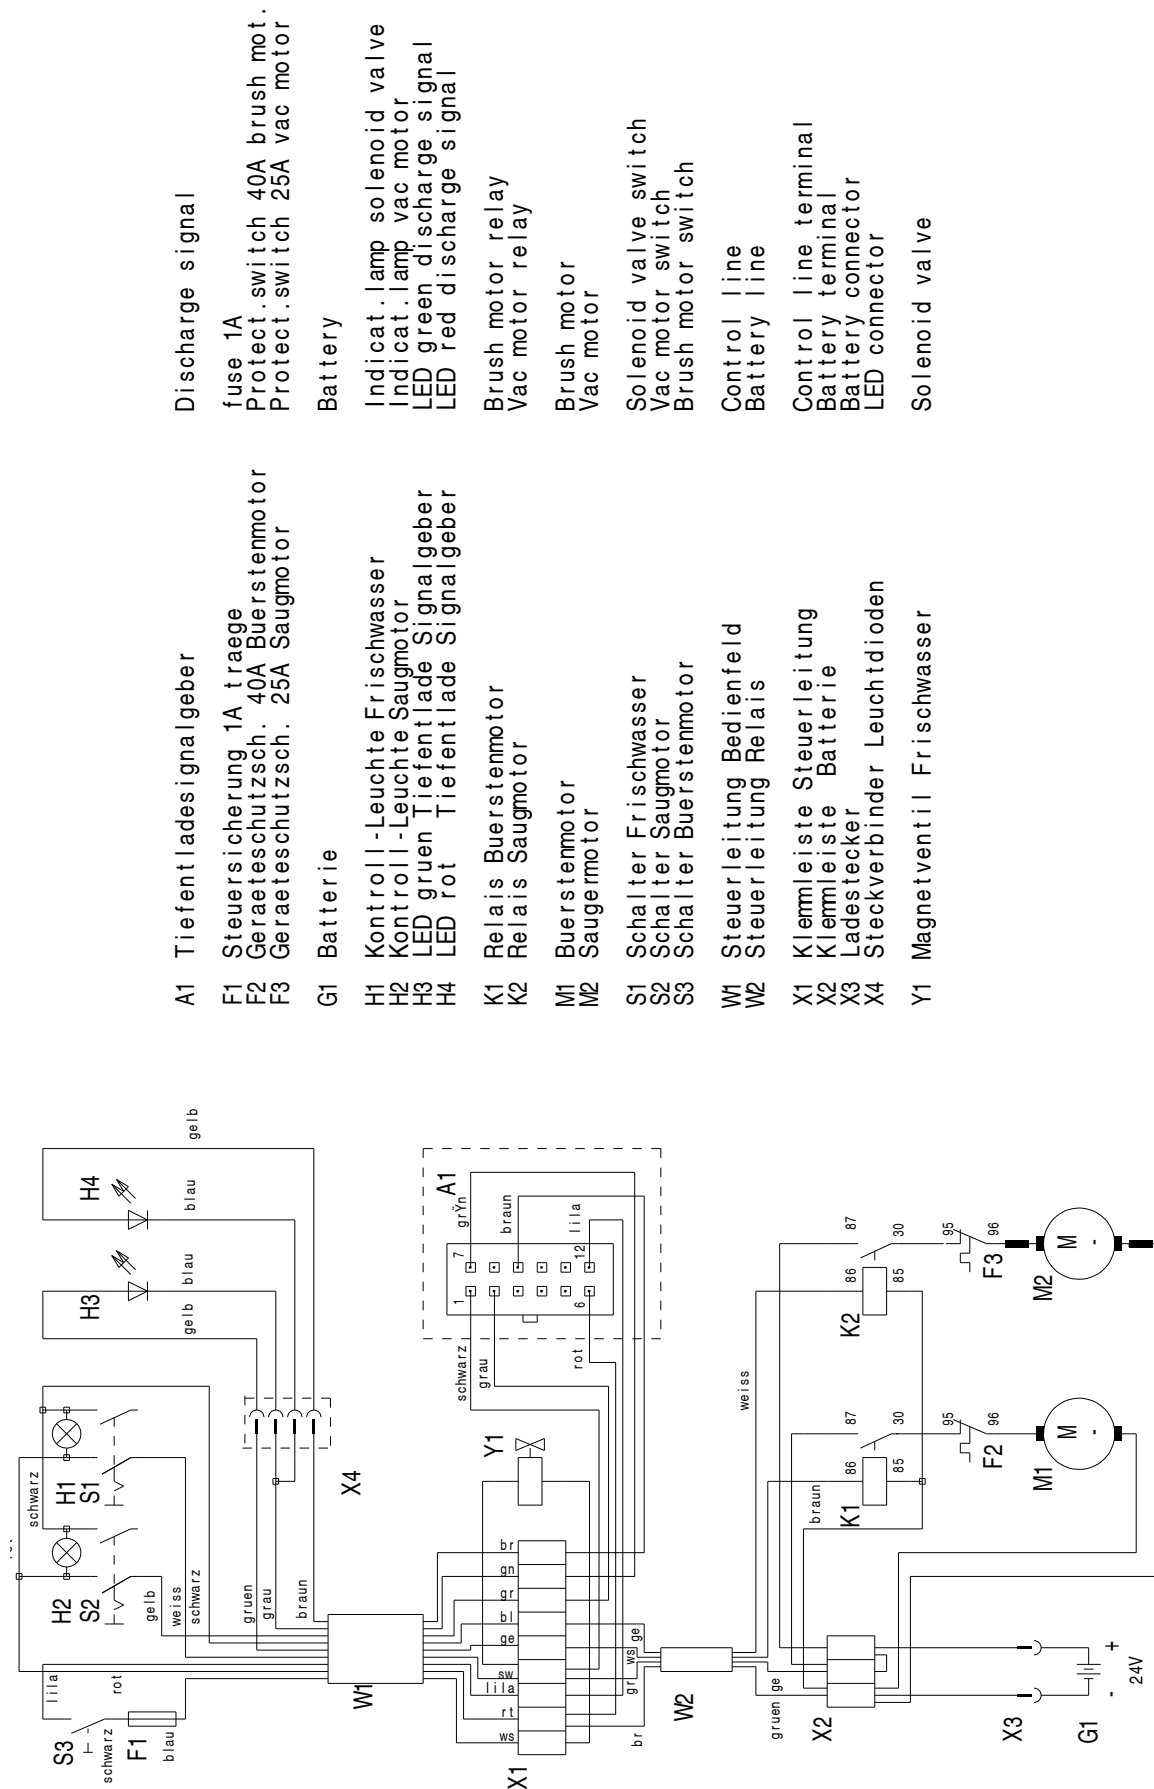 A1 Tiefentladesignalgeber Discharge signal
F1 Steuersicherung 1A traege fuse 1A
F2 Geraeteschutzsch. 40A Buerstenmotor Protect.switch 40A brush mot.
F3 Geraeteschutzsch. 25A Saugmotor Protect.switch 25A vac motor
G1 Batterie Battery
H1 Kontroll-Leuchte Frischwasser Indicat.lamp solenoid valve
H2 Kontroll-Leuchte Saugmotor Indicat.lamp vac motor
H3 LED gruen Tiefentlade Signalgeber LED green discharge signal
H4 LED rot Tiefentlade Signalgeber LED red discharge signal
K1 Relais Buerstenmotor Brush motor relay
K2 Relais Saugmotor Vac motor relay
M1 Buerstenmotor Brush motor
M2 Saugermotor Vac motor
S1 Schalter Frischwasser Solenoid valve switch
S2 Schalter Saugmotor Vac motor switch
S3 Schalter Buerstenmotor Brush motor switch
W1 Steuerleitung Bedienfeld Control line
W2 Steuerleitung Relais Battery line
X1 Klemmleiste Steuerleitung Control line terminal
X2 Klemmleiste Batterie Battery terminal
X3 Ladestecker Battery connector
X4 Steckverbinder Leuchtdioden LED connector
Y1 Magnetventil Frischwasser Solenoid valve
S3
schwarz
F1
blau
lila
rot
H2
S2
gelb
weiss
schwarz
schwarz
H1
S1
gruen
grau
braun
X4
H3
gelb
blau
H4
blau
gelb
W1
X1
ws
rt
lila
sw
ge
bl
gr
gn
br
Y1
schwarz
grau
rot
1
7
6
12
grŸn
braun
lila
A1
br
gr
ws
ge
W2
gruen
ge
weiss
braun
X2
X3
G1
-
+
24V
K1
86
85
87
30
95
96
F2
M1
M
-
K2
86
85
87
30
95
96
F3
M2
M
-